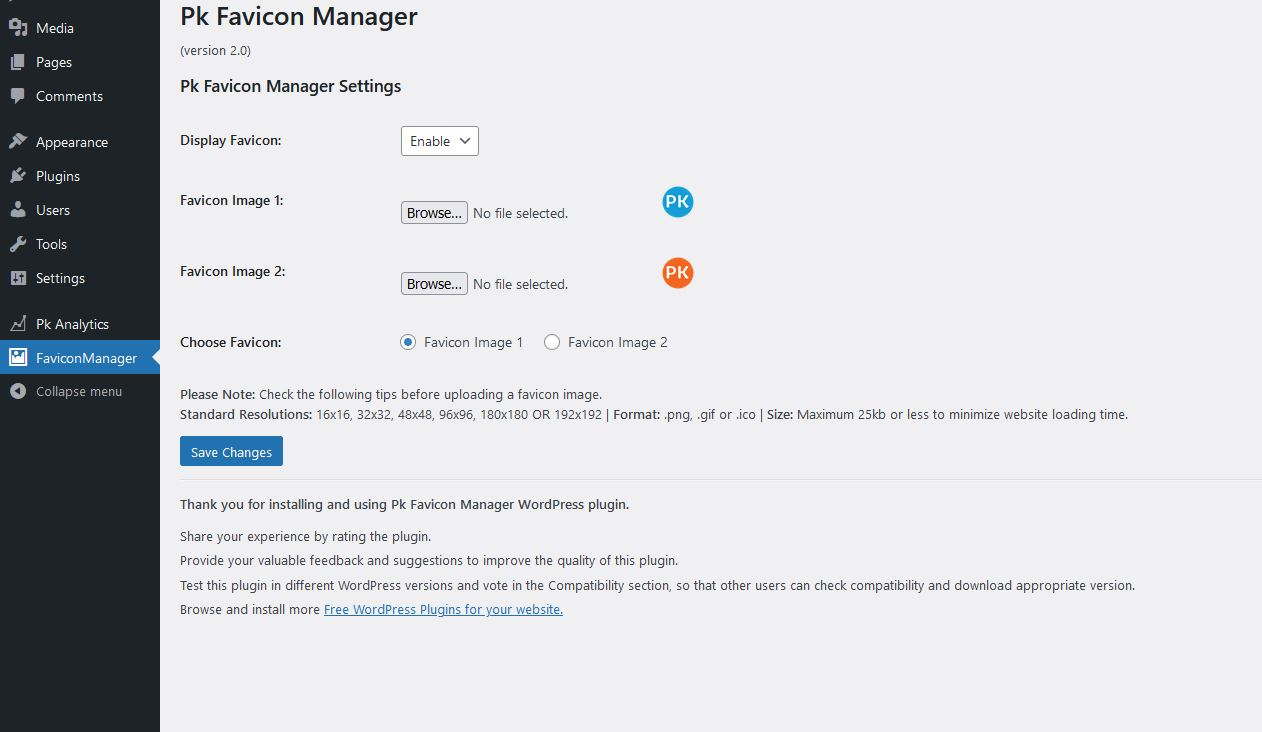 Media
Pages
Comments
Appearance
Plugins
Users
Tools
Settings
Pk Analytics
FaviconManager
Collapse menu
Pk Favicon Manager
(version 2.0)
Pk Favicon Manager Settings
Display Favicon: Enable
Favicon Image 1: Browse... No file selected. PK
Favicon Image 2: Browse... No file selected. PK
Choose Favicon: Favicon Image 1 Favicon Image 2
Please Note: Check the following tips before uploading a favicon image.
Standard Resolutions: 16x16, 32x32, 48x48, 96x96, 180x180 OR 192x192 | Format: .png, .gif or .ico | Size: Maximum 25kb or less to minimize website loading time.
Save Changes
Thank you for installing and using Pk Favicon Manager WordPress plugin.
Share your experience by rating the plugin.
Provide your valuable feedback and suggestions to improve the quality of this plugin.
Test this plugin in different WordPress versions and vote in the Compatibility section, so that other users can check compatibility and download appropriate version.
Browse and install more Free WordPress Plugins for your website.